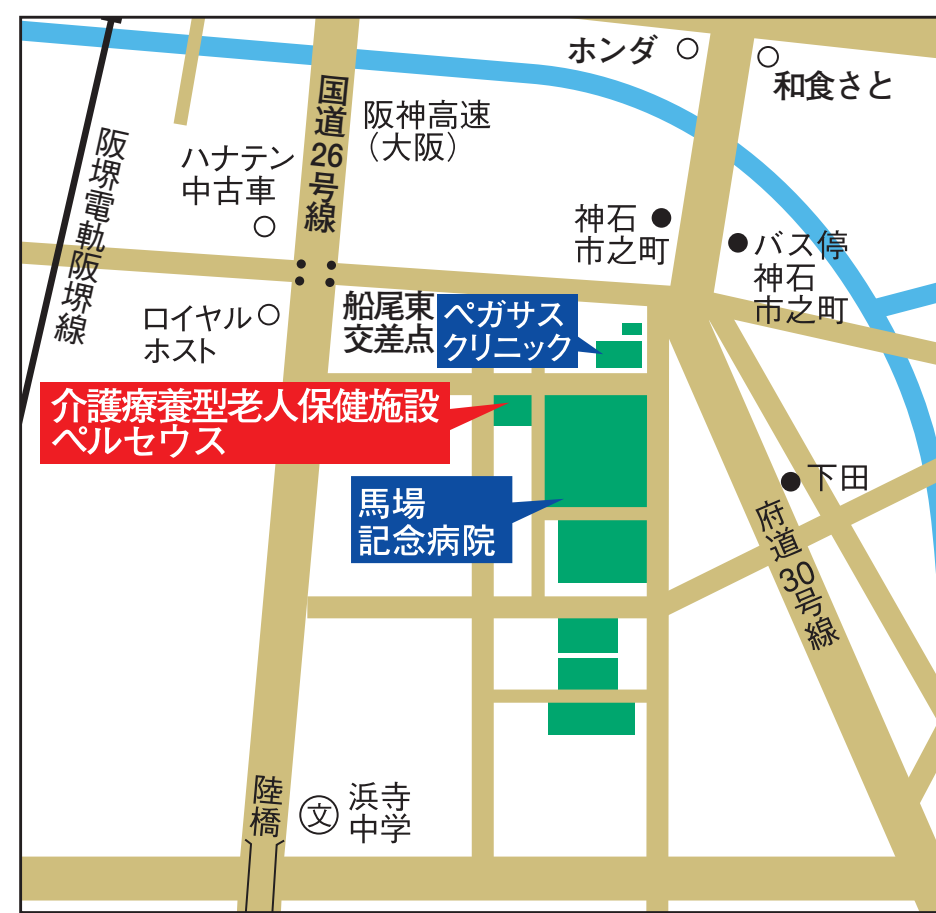 ホンダ
和食さと
国道26号線
阪神高速
（大阪）
阪堺電軌阪堺線
ハナテン
中古車
神石
市之町
バス停
神石
市之町
船尾東
交差点
ロイヤル
ホスト
ペガサス
クリニック
介護療養型老人保健施設
ペルセウス
馬場
記念病院
下田
府道30号線
陸橋
文
浜寺
中学